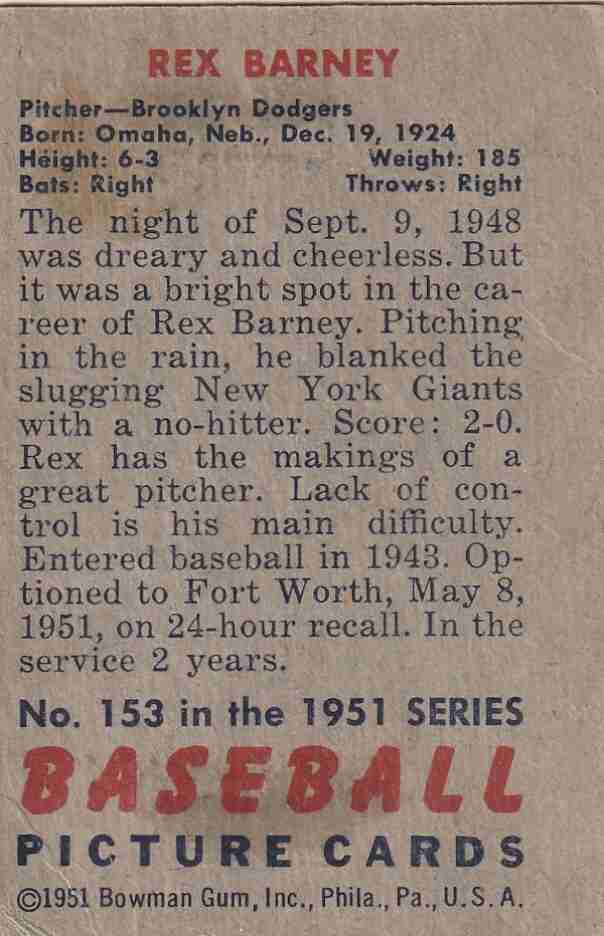 REX BARNEY
Pitcher—Brooklyn Dodgers
Born: Omaha, Neb., Dec. 19, 1924
Height: 6-3 Weight: 185
Bats: Right Throws: Right
The night of Sept. 9, 1948
was dreary and cheerless. But
it was a bright spot in the ca-
reer of Rex Barney. Pitching
in the rain, he blanked the
slugging New York Giants
with a no-hitter. Score: 2-0.
Rex has the makings of a
great pitcher. Lack of con-
trol is his main difficulty.
Entered baseball in 1943. Op-
tioned to Fort Worth, May 8,
1951, on 24-hour recall. In the
service 2 years.
No. 153 in the 1951 SERIES
BASEBALL
PICTURE CARDS
©1951 Bowman Gum, Inc., Phila., Pa., U.S.A.